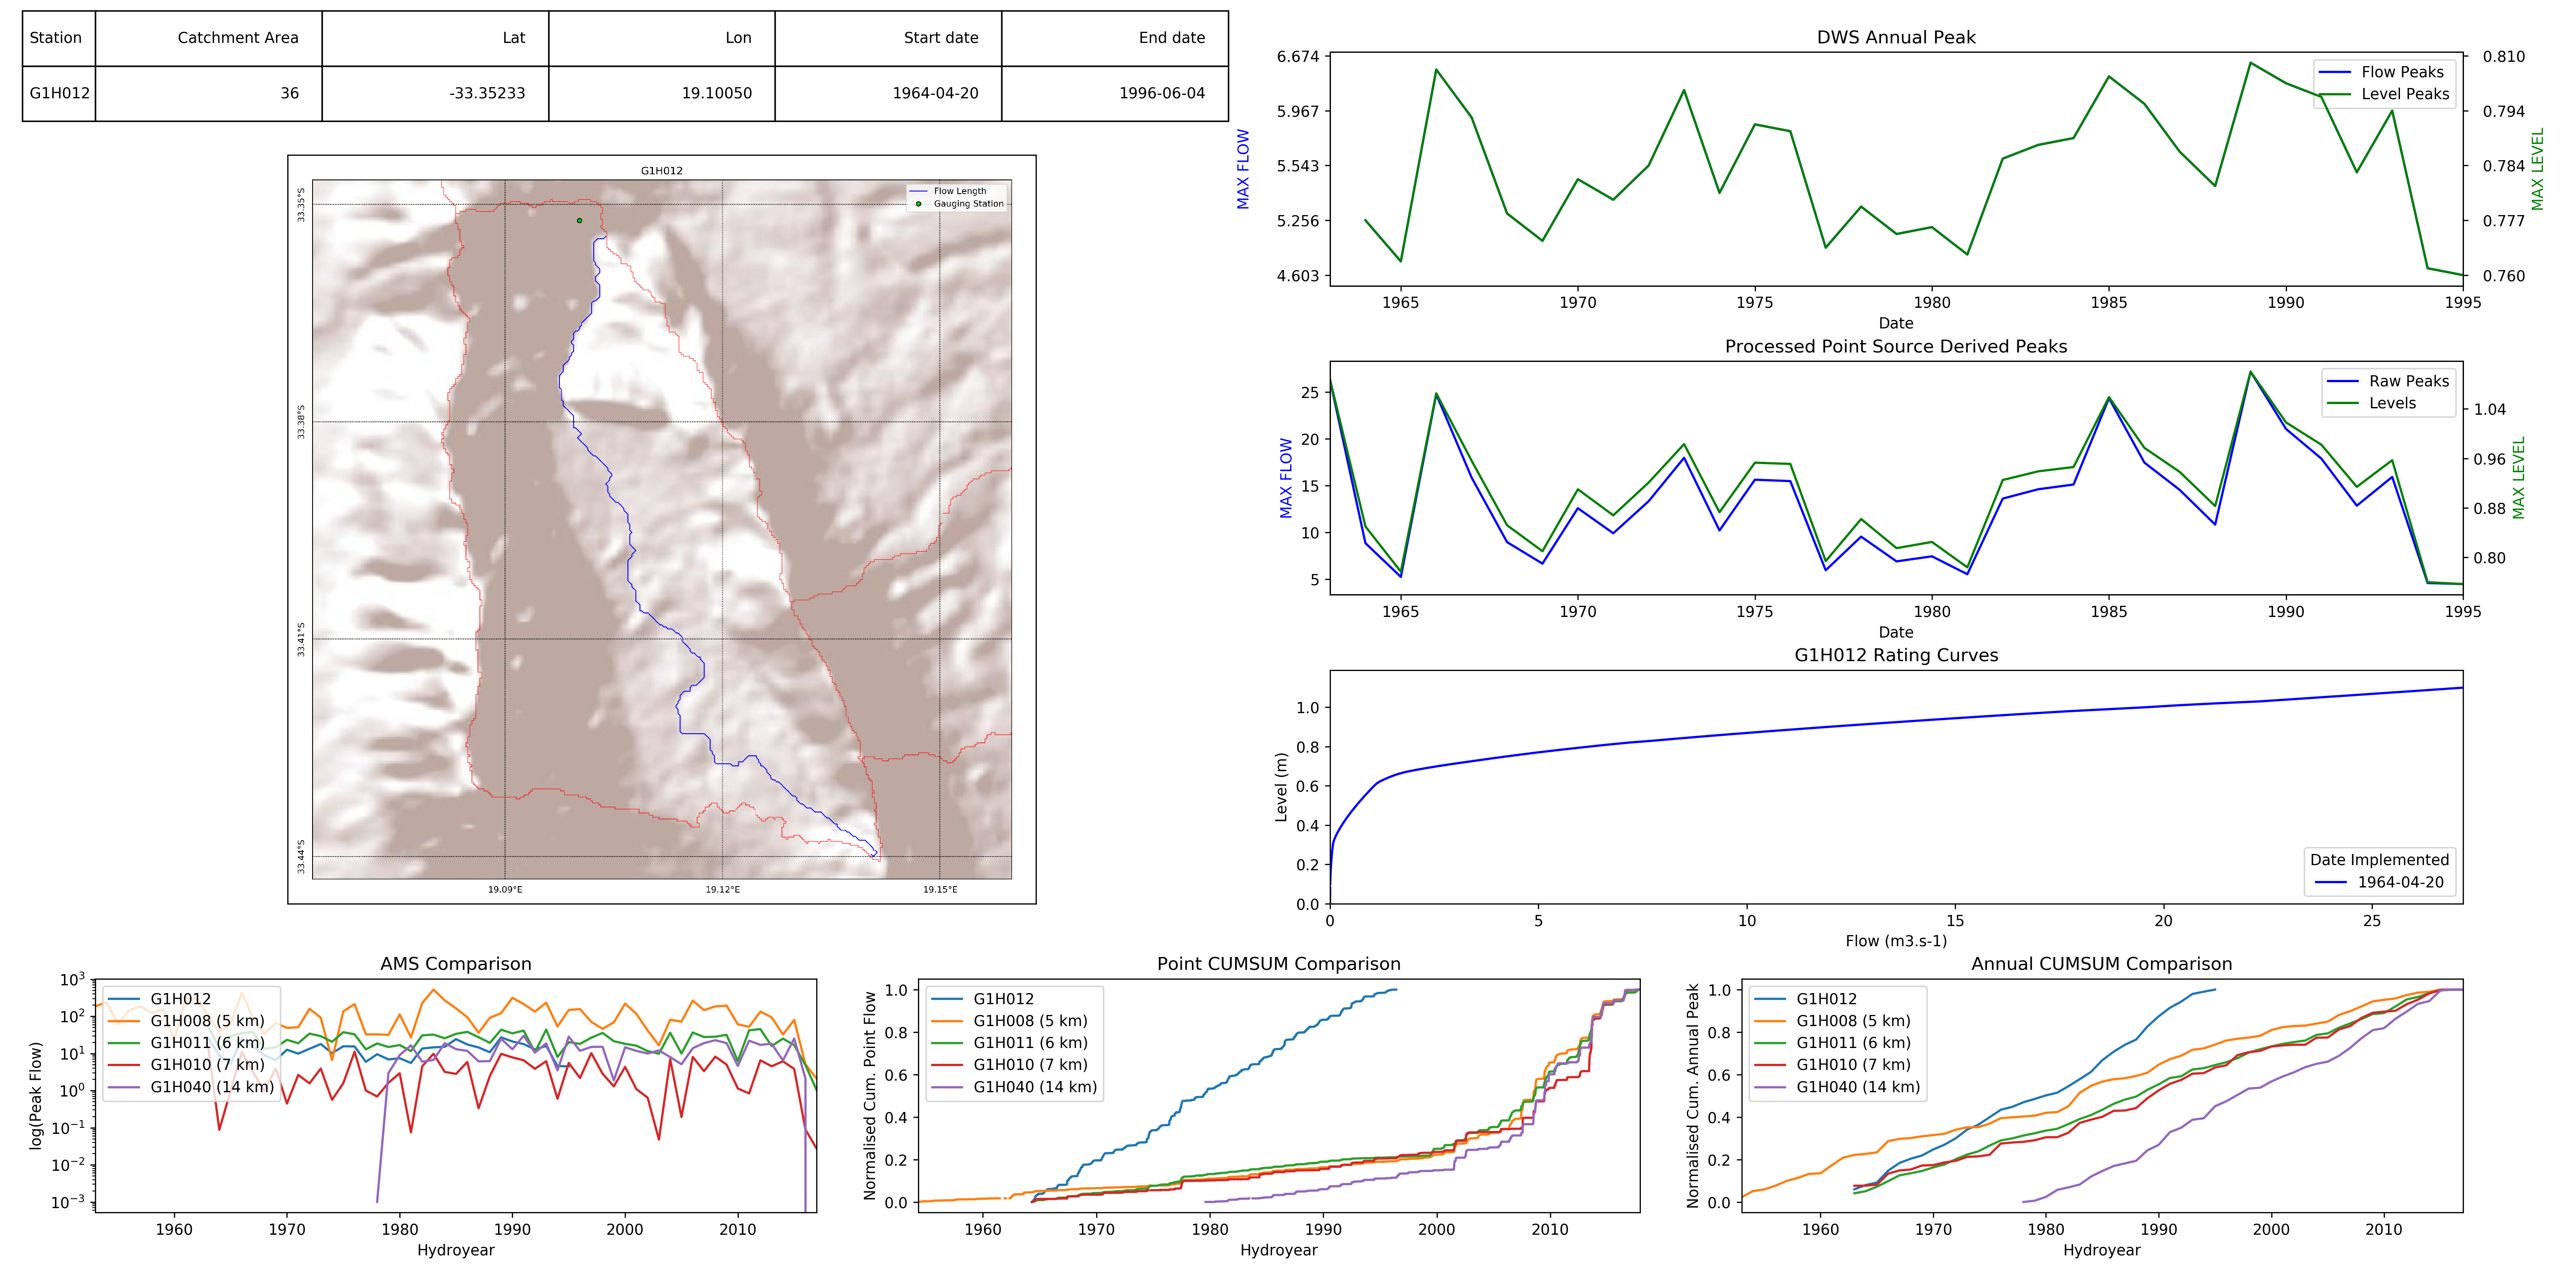 Station Catchment Area Lat Lon Start date End date
G1H012 36 -33.35233 19.10050 1964-04-20 1996-06-04
G1H012
Flow Length
Gauging Station
33.35°S
33.38°S
33.41°S
33.44°S
19.09°E 19.12°E 19.15°E
DWS Annual Peak
Flow Peaks
Level Peaks
MAX FLOW
6.674
5.967
5.543
5.256
4.603
MAX LEVEL
0.810
0.794
0.784
0.777
0.760
1965 1970 1975 1980 1985 1990 1995
Date
Processed Point Source Derived Peaks
Raw Peaks
Levels
MAX FLOW
25
20
15
10
5
MAX LEVEL
1.04
0.96
0.88
0.80
1965 1970 1975 1980 1985 1990 1995
Date
G1H012 Rating Curves
Level (m)
1.0
0.8
0.6
0.4
0.2
0.0
Date Implemented
1964-04-20
0 5 10 15 20 25
Flow (m3.s-1)
AMS Comparison
G1H012
G1H008 (5 km)
G1H011 (6 km)
G1H010 (7 km)
G1H040 (14 km)
log(Peak Flow)
10³
10²
10¹
10⁰
10⁻¹
10⁻²
10⁻³
1960 1970 1980 1990 2000 2010
Hydroyear
Point CUMSUM Comparison
G1H012
G1H008 (5 km)
G1H011 (6 km)
G1H010 (7 km)
G1H040 (14 km)
Normalised Cum. Point Flow
1.0
0.8
0.6
0.4
0.2
0.0
1960 1970 1980 1990 2000 2010
Hydroyear
Annual CUMSUM Comparison
G1H012
G1H008 (5 km)
G1H011 (6 km)
G1H010 (7 km)
G1H040 (14 km)
Normalised Cum. Annual Peak
1.0
0.8
0.6
0.4
0.2
0.0
1960 1970 1980 1990 2000 2010
Hydroyear